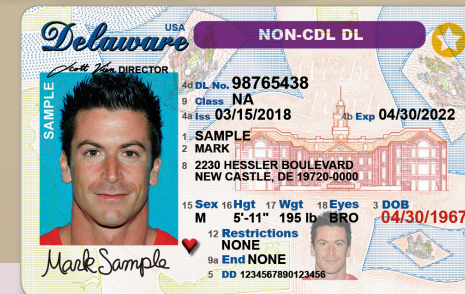 Delaware USA
NON-CDL DL
Scott Vien DIRECTOR
SAMPLE
4d DL No. 98765438
9 Class NA
4a Iss 03/15/2018 4b Exp 04/30/2022
1 SAMPLE
2 MARK
8 2230 HESSLER BOULEVARD
NEW CASTLE, DE 19720-0000
15 Sex 16 Hgt 17 Wgt 18 Eyes 3 DOB
M 5'-11" 195 lb BRO 04/30/1967
12 Restrictions
NONE
9a End NONE
5 DD 1234567890123456
Mark Sample